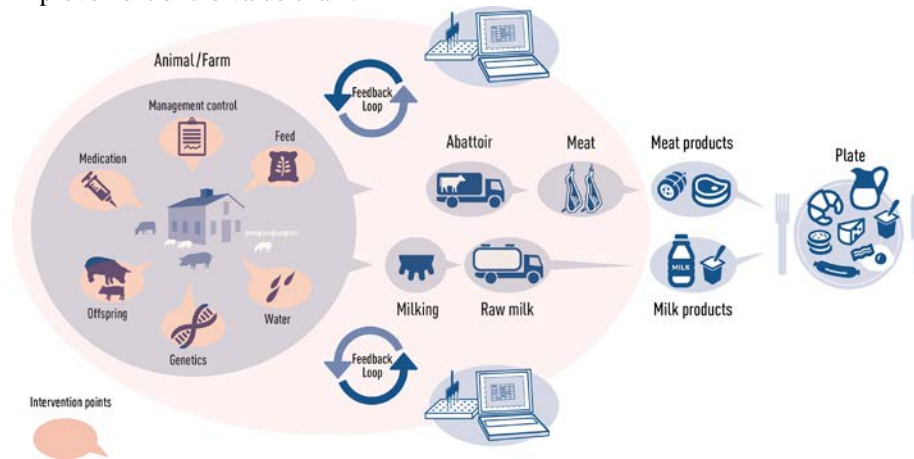 Animal/Farm
Management control
Feed
Medication
Offspring
Genetics
Water
Feedback
Loop
Abattoir
Meat
Meat products
Plate
Milking
Raw milk
MILK
Milk products
Feedback
Loop
Intervention points